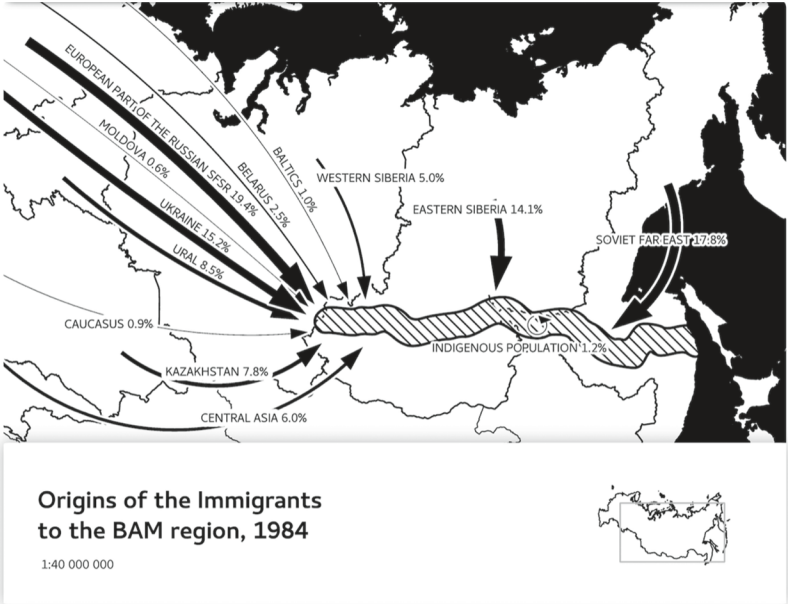 EUROPEAN PART OF THE RUSSIAN SFSR 19.4%
MOLDOVA 0.6%
BELARUS 2.5%
BALTICS 1.0%
WESTERN SIBERIA 5.0%
EASTERN SIBERIA 14.1%
SOVIET FAR EAST 17.8%
UKRAINE 15.2%
URAL 8.5%
CAUCASUS 0.9%
INDIGENOUS POPULATION 1.2%
KAZAKHSTAN 7.8%
CENTRAL ASIA 6.0%
Origins of the Immigrants
to the BAM region, 1984
1:40 000 000